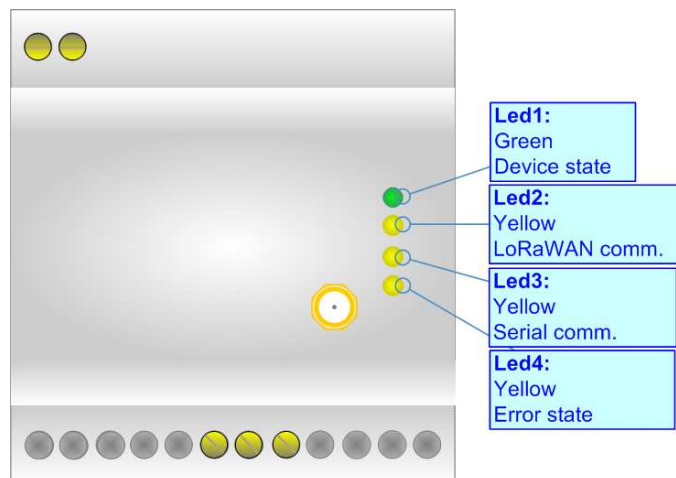 Led1:
Green
Device state
Led2:
Yellow
LoRaWAN comm.
Led3:
Yellow
Serial comm.
Led4:
Yellow
Error state